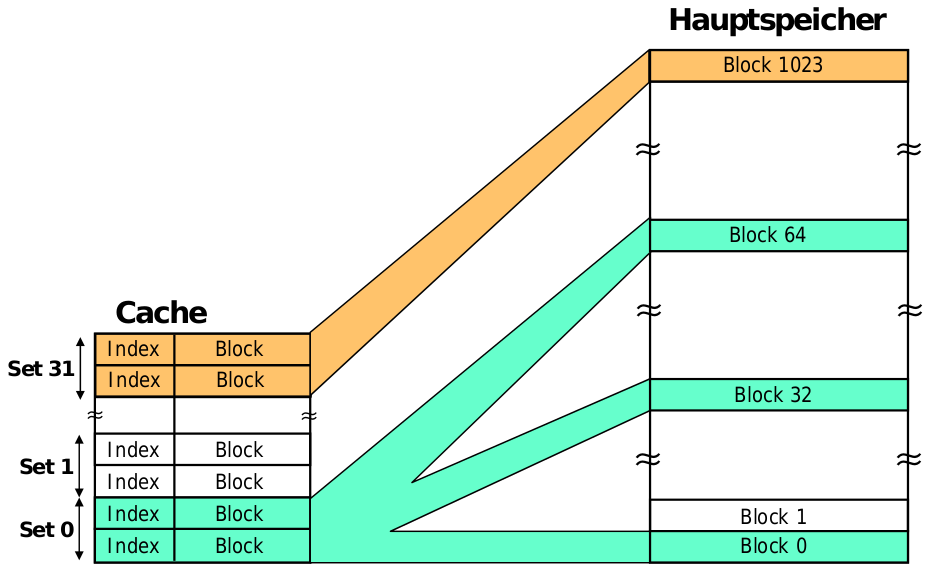 Hauptspeicher
Block 1023
Block 64
Cache
Set 31
Index Block
Index Block
Block 32
Set 1
Index Block
Index Block
Set 0
Index Block
Index Block
Block 1
Block 0